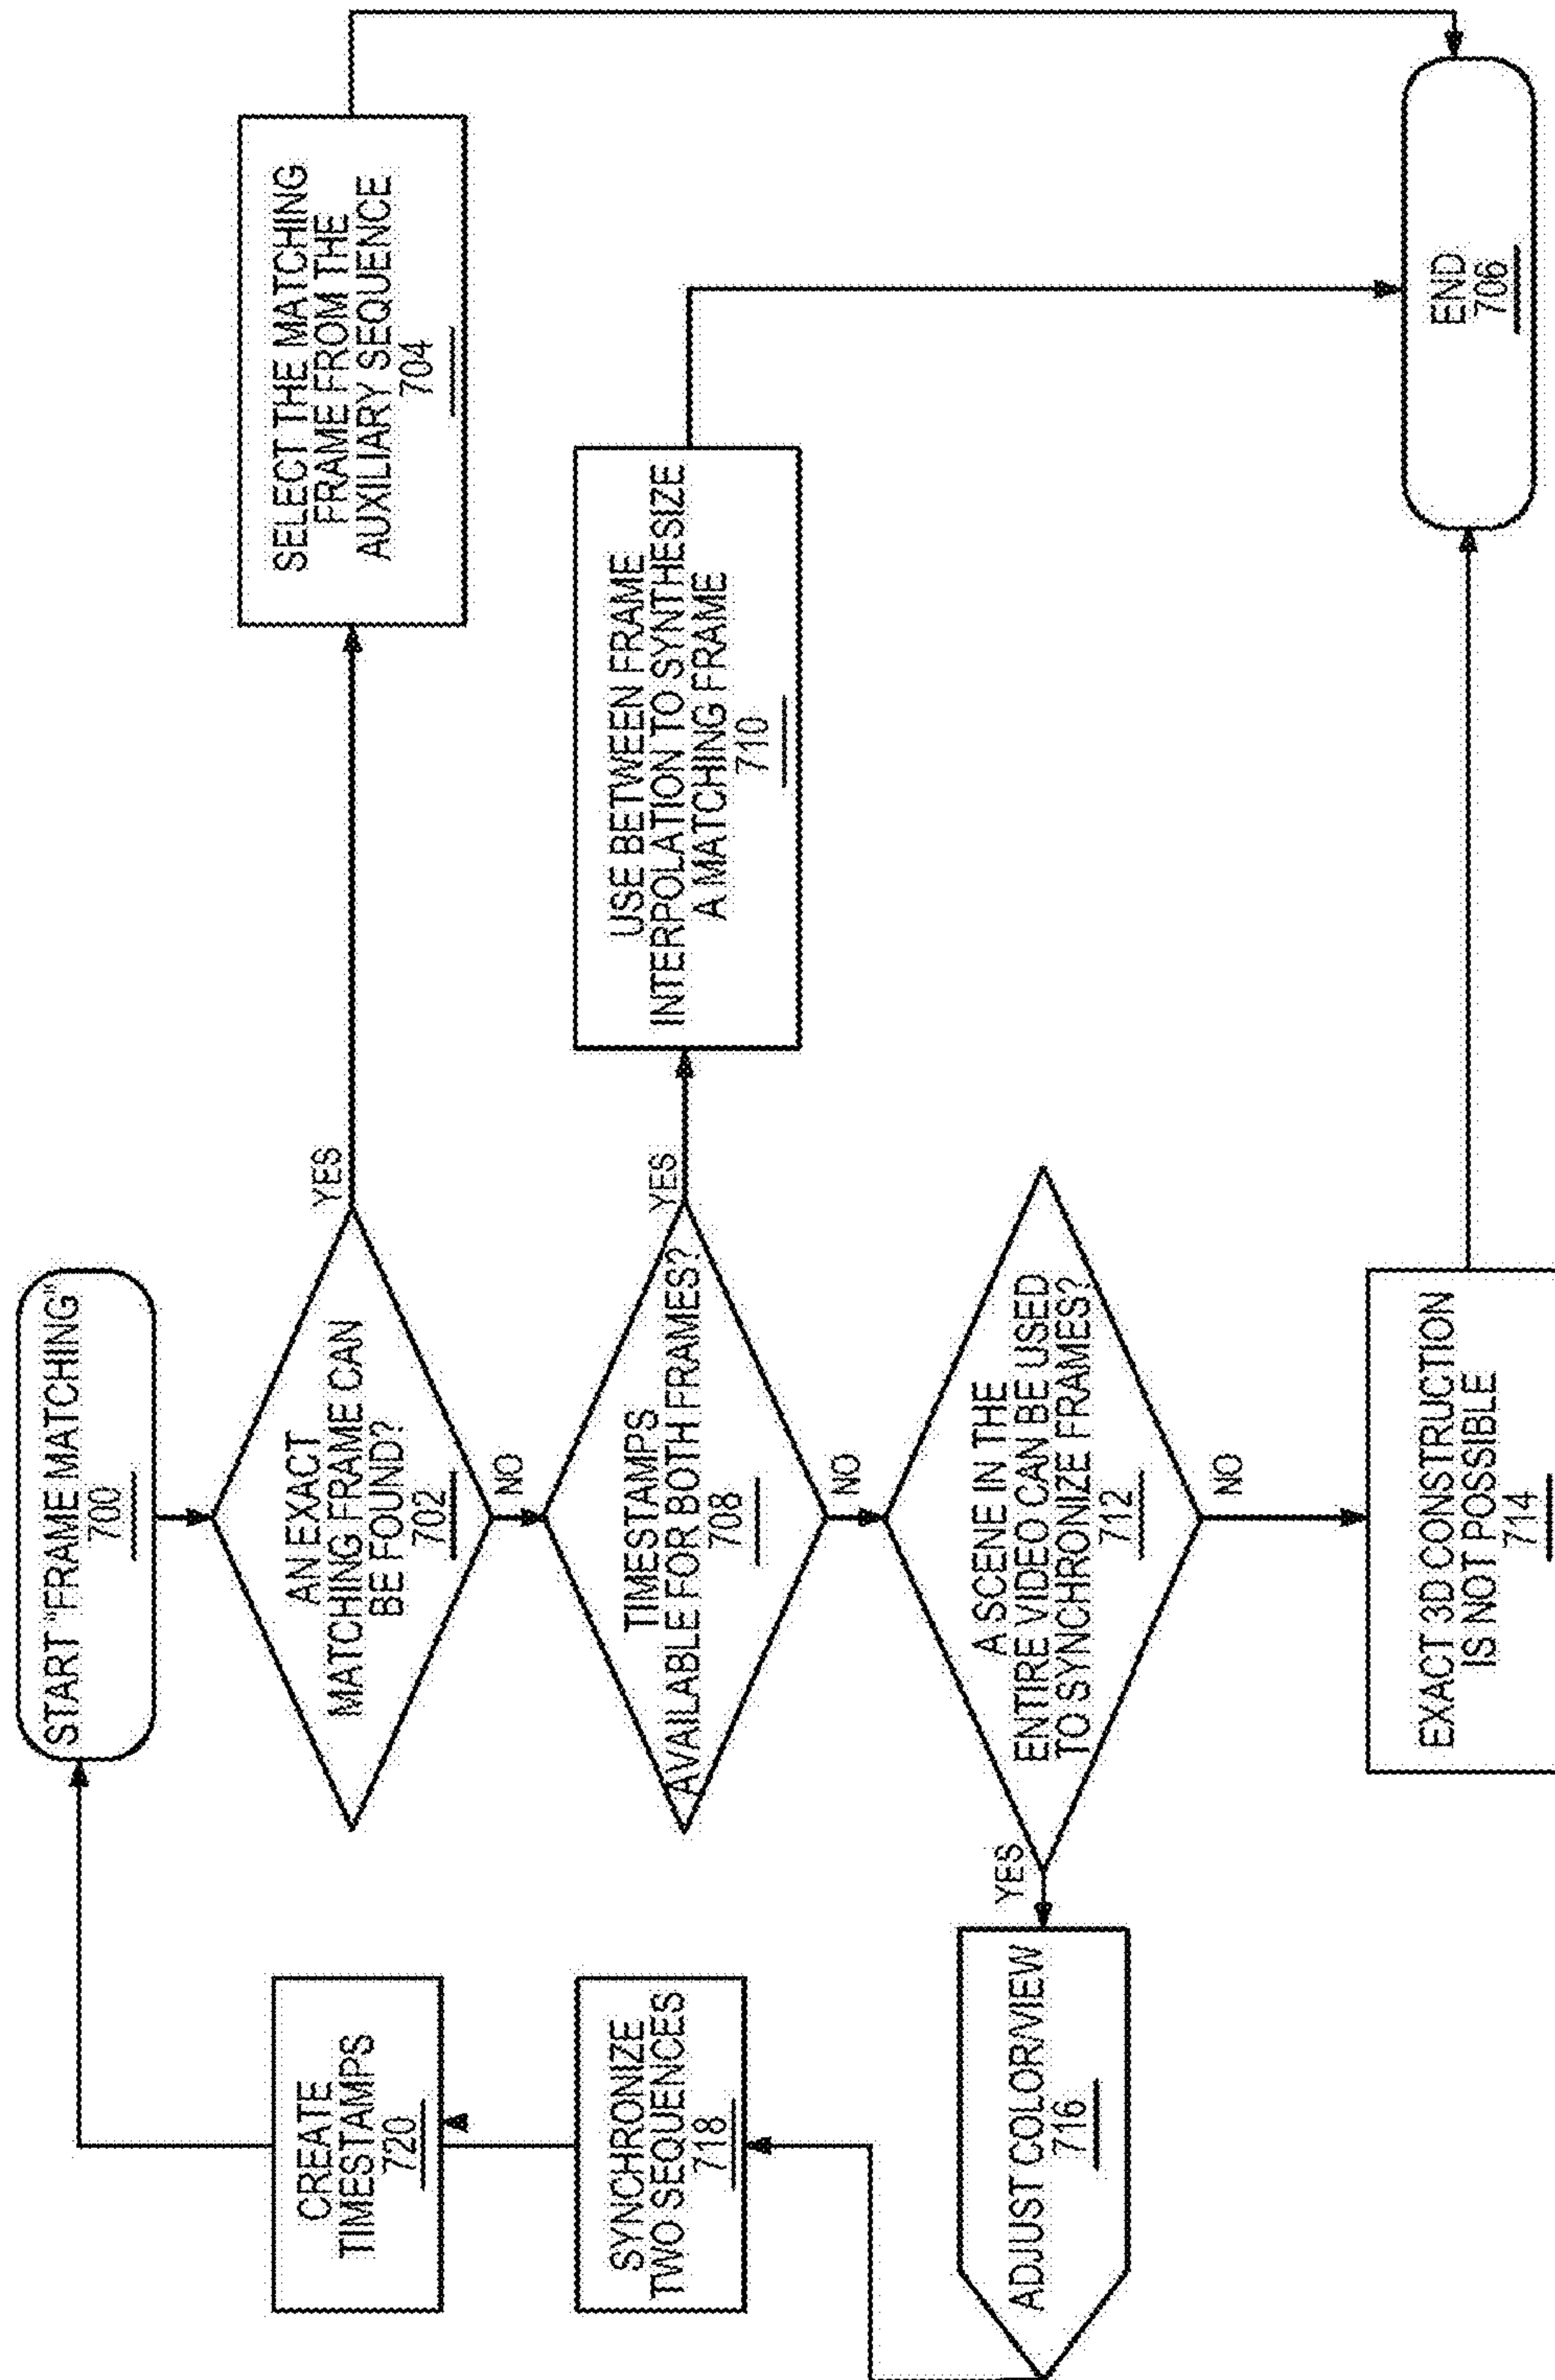 START "FRAME MATCHING"
700
AN EXACT
MATCHING FRAME CAN
BE FOUND?
702
YES
NO
SELECT THE MATCHING
FRAME FROM THE
AUXILIARY SEQUENCE
704
TIMESTAMPS
AVAILABLE FOR BOTH FRAMES?
708
YES
NO
USE BETWEEN FRAME
INTERPOLATION TO SYNTHESIZE
A MATCHING FRAME
710
A SCENE IN THE
ENTIRE VIDEO CAN BE USED
TO SYNCHRONIZE FRAMES?
712
YES
NO
ADJUST COLOR/VIEW
716
SYNCHRONIZE
TWO SEQUENCES
718
CREATE
TIMESTAMPS
720
EXACT 3D CONSTRUCTION
IS NOT POSSIBLE
714
END
706